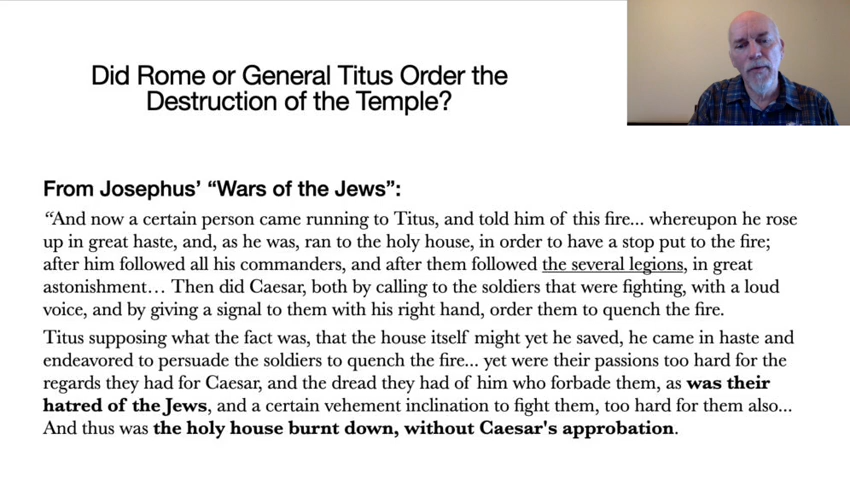 Did Rome or General Titus Order the
Destruction of the Temple?
From Josephus’ “Wars of the Jews”:
“And now a certain person came running to Titus, and told him of this fire... whereupon he rose
up in great haste, and, as he was, ran to the holy house, in order to have a stop put to the fire;
after him followed all his commanders, and after them followed the several legions, in great
astonishment… Then did Caesar, both by calling to the soldiers that were fighting, with a loud
voice, and by giving a signal to them with his right hand, order them to quench the fire.
Titus supposing what the fact was, that the house itself might yet he saved, he came in haste and
endeavored to persuade the soldiers to quench the fire... yet were their passions too hard for the
regards they had for Caesar, and the dread they had of him who forbade them, as was their
hatred of the Jews, and a certain vehement inclination to fight them, too hard for them also...
And thus was the holy house burnt down, without Caesar's approbation.